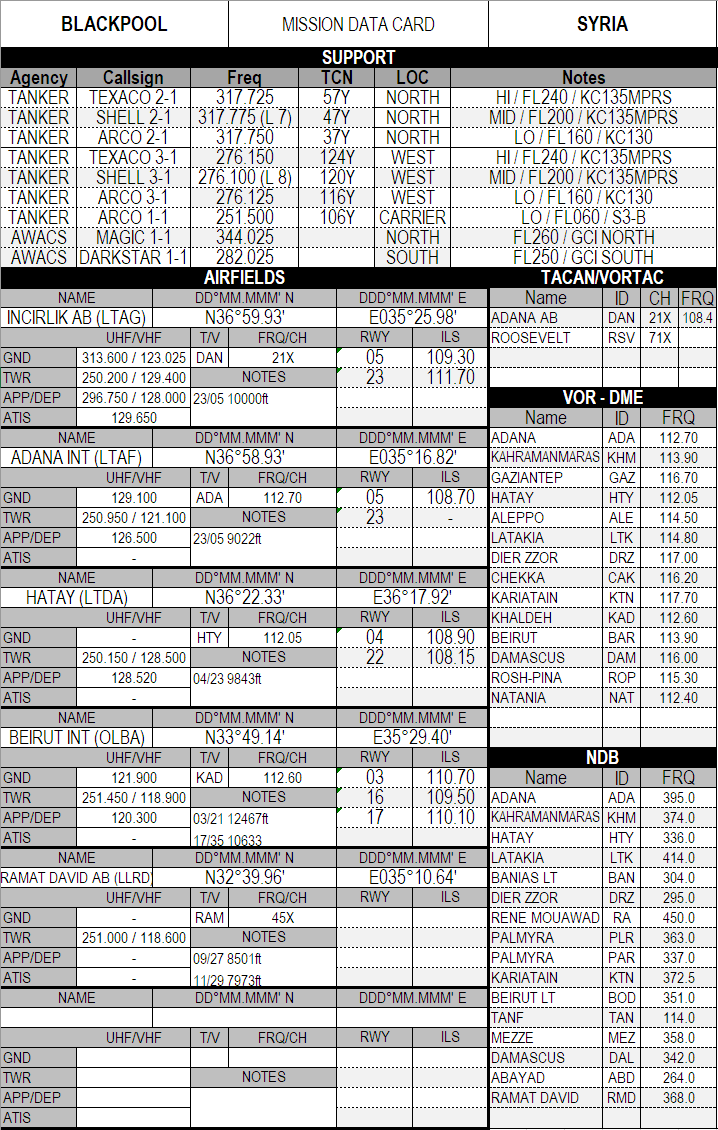 BLACKPOOL MISSION DATA CARD SYRIA
SUPPORT
Agency Callsign Freq TCN LOC Notes
TANKER TEXACO 2-1 317.725 57Y NORTH HI / FL240 / KC135MPRS
TANKER SHELL 2-1 317.775 (L 7) 47Y NORTH MID / FL200 / KC135MPRS
TANKER ARCO 2-1 317.750 37Y NORTH LO / FL160 / KC130
TANKER TEXACO 3-1 276.150 124Y WEST HI / FL240 / KC135MPRS
TANKER SHELL 3-1 276.100 (L 8) 120Y WEST MID / FL200 / KC135MPRS
TANKER ARCO 3-1 276.125 116Y WEST LO / FL160 / KC130
TANKER ARCO 1-1 251.500 106Y CARRIER LO / FL060 / S3-B
AWACS MAGIC 1-1 344.025 NORTH FL260 / GCI NORTH
AWACS DARKSTAR 1-1 282.025 SOUTH FL250 / GCI SOUTH
AIRFIELDS
NAME DD°MM.MMM' N DDD°MM.MMM' E
INCIRLIK AB (LTAG) N36°59.93' E035°25.98'
UHF/VHF T/V FRQ/CH RWY ILS
GND 313.600 / 123.025 DAN 21X 05 109.30
TWR 250.200 / 129.400 NOTES 23 111.70
APP/DEP 296.750 / 128.000 23/05 10000ft
ATIS 129.650
NAME DD°MM.MMM' N DDD°MM.MMM' E
ADANA INT (LTAF) N36°58.93' E035°16.82'
UHF/VHF T/V FRQ/CH RWY ILS
GND 129.100 ADA 112.70 05 108.70
TWR 250.950 / 121.100 NOTES 23 -
APP/DEP 126.500 23/05 9022ft
ATIS -
NAME DD°MM.MMM' N DDD°MM.MMM' E
HATAY (LTDA) N36°22.33' E36°17.92'
UHF/VHF T/V FRQ/CH RWY ILS
GND - HTY 112.05 04 108.90
TWR 250.150 / 128.500 NOTES 22 108.15
APP/DEP 128.520 04/23 9843ft
ATIS -
NAME DD°MM.MMM' N DDD°MM.MMM' E
BEIRUT INT (OLBA) N33°49.14' E35°29.40'
UHF/VHF T/V FRQ/CH RWY ILS
GND 121.900 KAD 112.60 03 110.70
TWR 251.450 / 118.900 NOTES 16 109.50
APP/DEP 120.300 03/21 12467ft 17 110.10
ATIS - 17/35 10633
NAME DD°MM.MMM' N DDD°MM.MMM' E
RAMAT DAVID AB (LLRD) N32°39.96' E035°10.64'
UHF/VHF T/V FRQ/CH RWY ILS
GND - RAM 45X
TWR 251.000 / 118.600 NOTES
APP/DEP - 09/27 8501ft
ATIS - 11/29 7973ft
NAME DD°MM.MMM' N DDD°MM.MMM' E
UHF/VHF T/V FRQ/CH RWY ILS
GND
TWR NOTES
APP/DEP
ATIS
TACAN/VORTAC
Name ID CH FRQ
ADANA AB DAN 21X 108.4
ROOSEVELT RSV 71X
VOR - DME
Name ID FRQ
ADANA ADA 112.70
KAHRAMANMARAS KHM 113.90
GAZIANTEP GAZ 116.70
HATAY HTY 112.05
ALEPPO ALE 114.50
LATAKIA LTK 114.80
DIER ZZOR DRZ 117.00
CHEKKA CAK 116.20
KARIATAIN KTN 117.70
KHALDEH KAD 112.60
BEIRUT BAR 113.90
DAMASCUS DAM 116.00
ROSH-PINA ROP 115.30
NATANIA NAT 112.40
NDB
Name ID FRQ
ADANA ADA 395.0
KAHRAMANMARAS KHM 374.0
HATAY HTY 336.0
LATAKIA LTK 414.0
BANIAS LT BAN 304.0
DIER ZZOR DRZ 295.0
RENE MOUAWAD RA 450.0
PALMYRA PLR 363.0
PALMYRA PAR 337.0
KARIATAIN KTN 372.5
BEIRUT LT BOD 351.0
TANF TAN 114.0
MEZZE MEZ 358.0
DAMASCUS DAL 342.0
ABAYAD ABD 264.0
RAMAT DAVID RMD 368.0